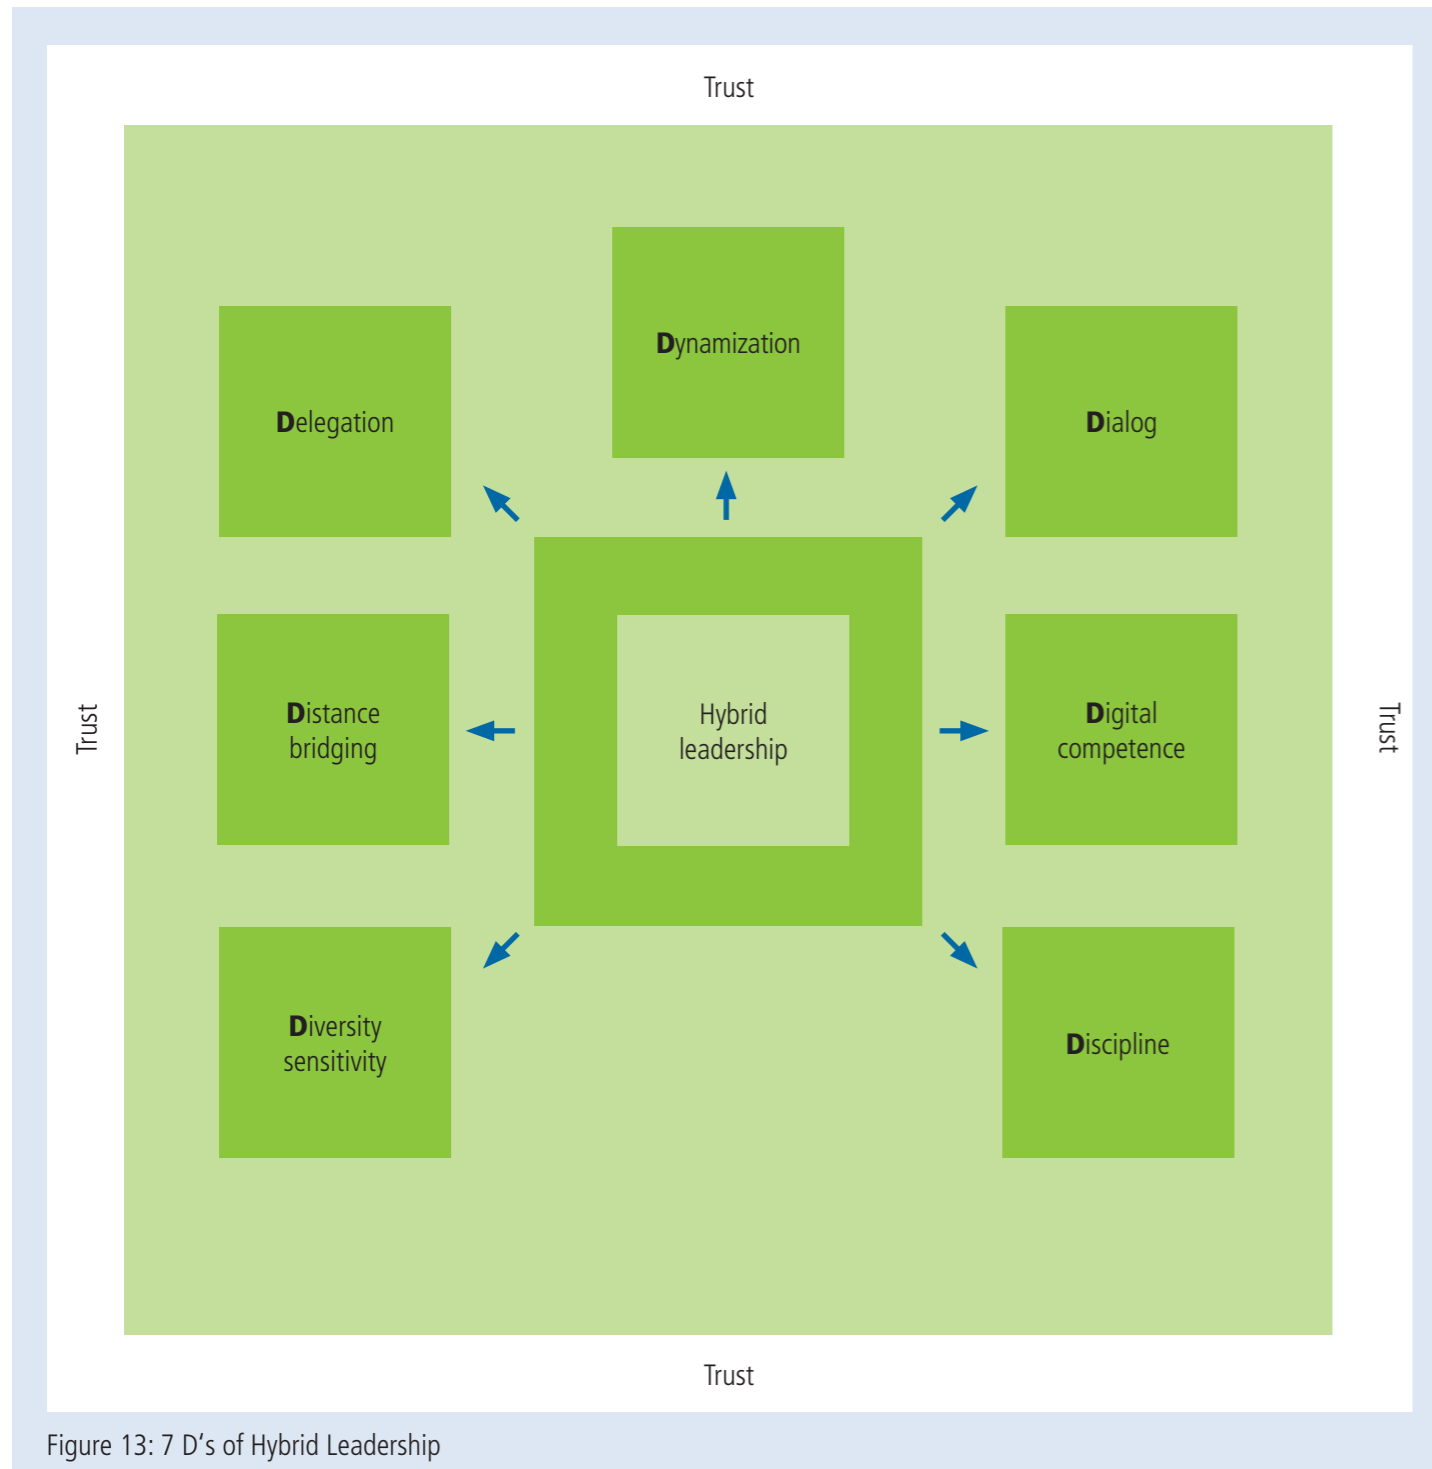 Trust
Dynamization
Delegation
Dialog
Trust
Distance
bridging
Hybrid
leadership
Digital
competence
Trust
Diversity
sensitivity
Discipline
Trust
Figure 13: 7 D‘s of Hybrid Leadership